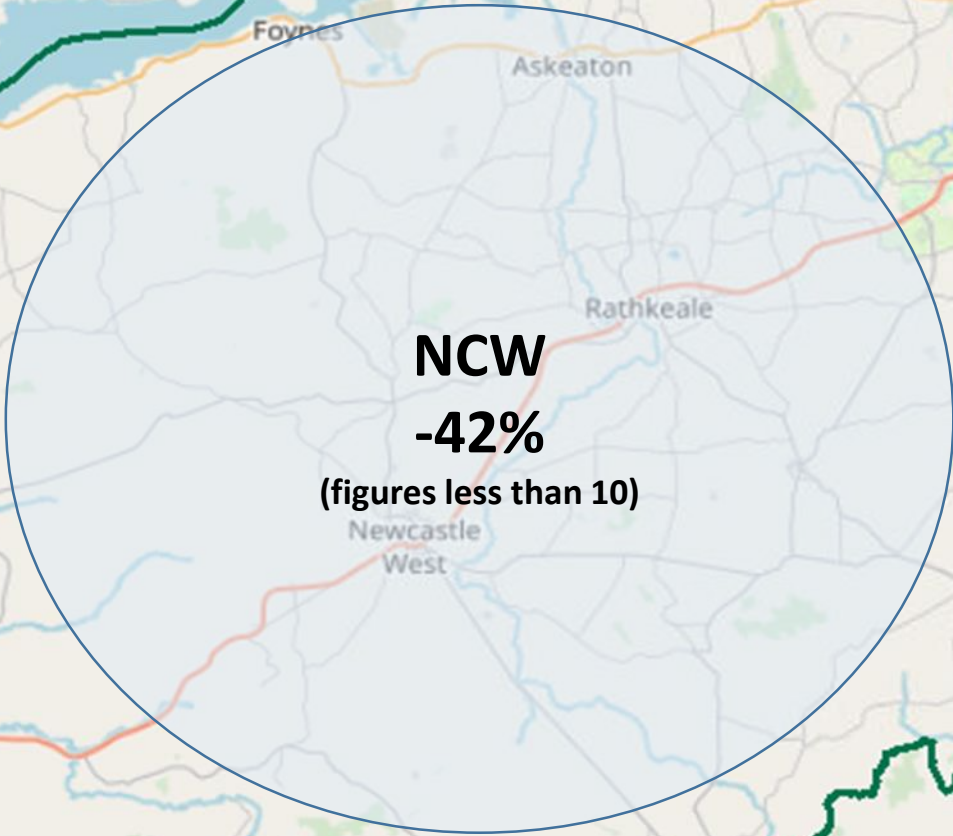 Foynes
Askeaton
Rathkeale
NCW
-42%
(figures less than 10)
Newcastle
West